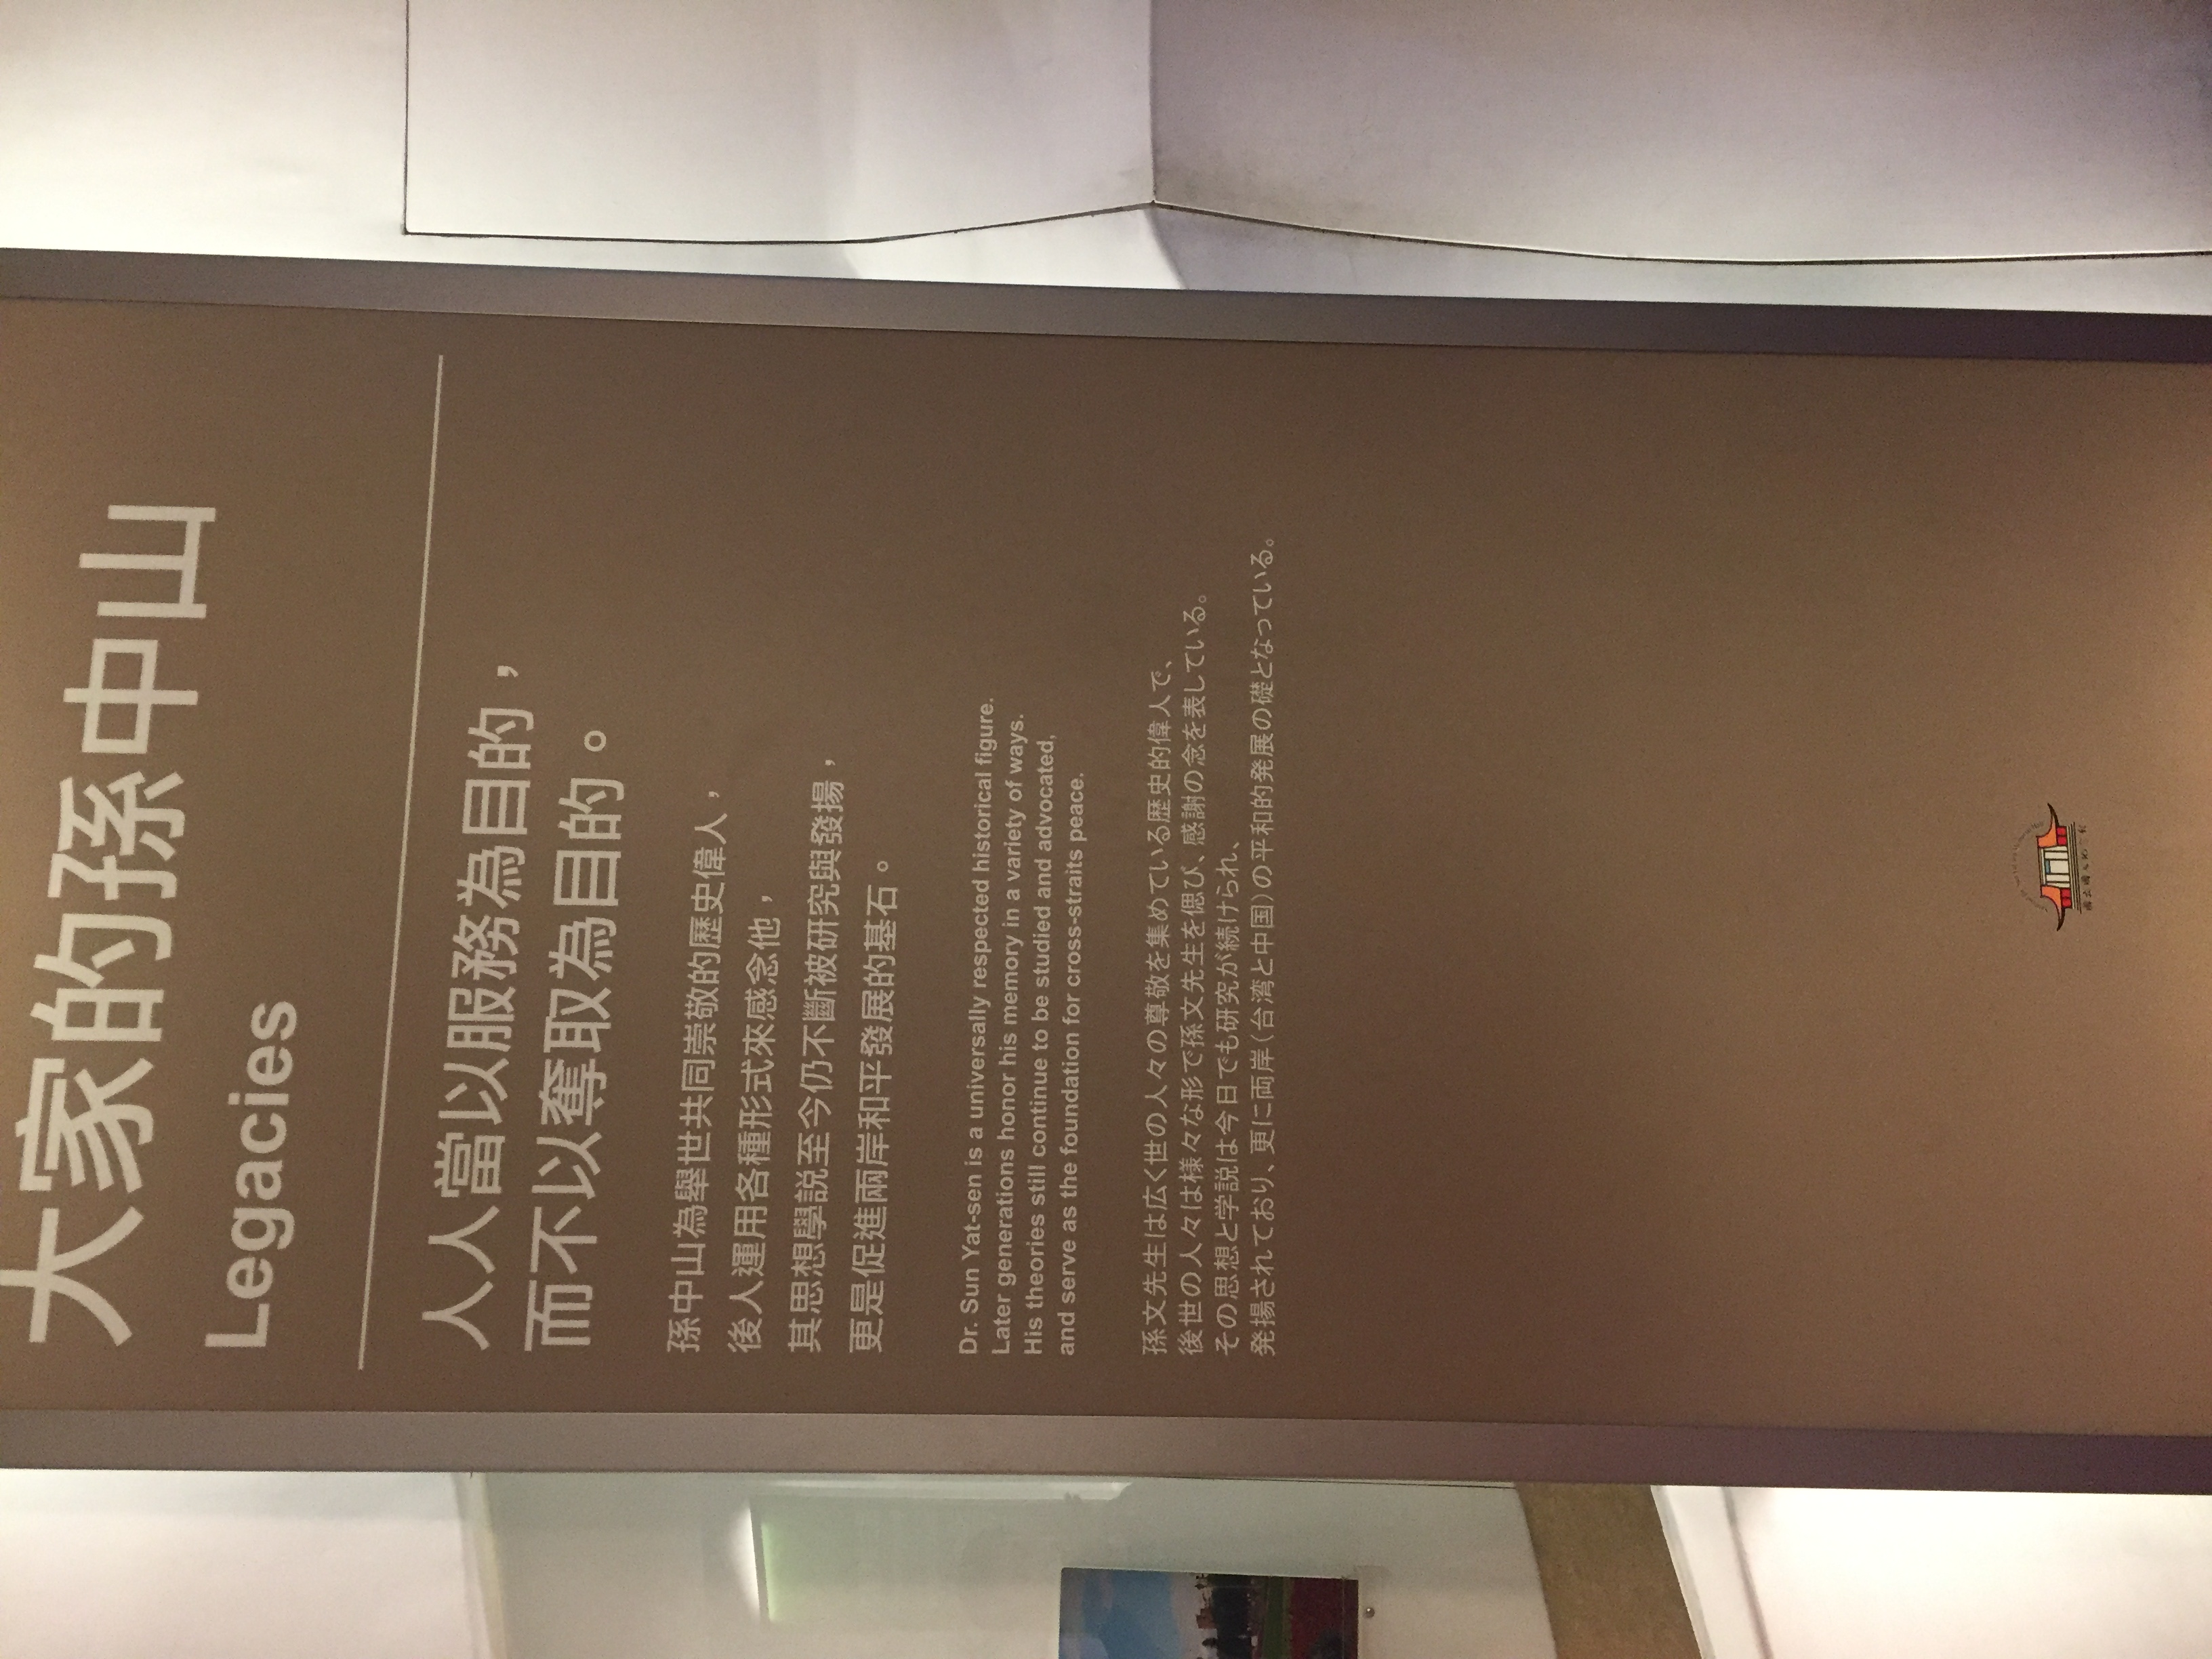 大家的孫中山
Legacies
人人當以服務為目的，
而不以奪取為目的。
孫中山為舉世共同崇敬的歷史偉人，
後人運用各種形式來感念他，
其思想學說至今仍不斷被研究與發揚，
更是促進兩岸和平發展的基石。
Dr. Sun Yat-sen is a universally respected historical figure.
Later generations honor his memory in a variety of ways.
His theories still continue to be studied and advocated,
and serve as the foundation for cross-straits peace.
孫文先生は広く世の人々の尊敬を集めている歴史的偉人で、
後世の人々は様々な形で孫文先生を偲び、感謝の念を表している。
その思想と学説は今日でも研究が続けられ、
発揚されており、更に両岸（台湾と中国）の平和的発展の礎となっている。